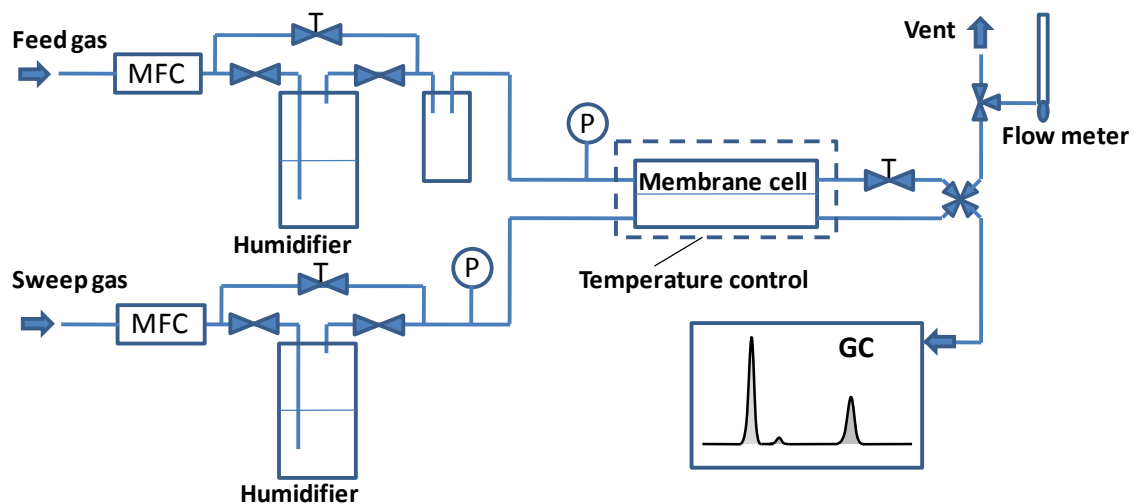 Feed gas
MFC
T
Humidifier
P
Vent
Flow meter
Membrane cell
T
Temperature control
Sweep gas
MFC
T
Humidifier
P
GC